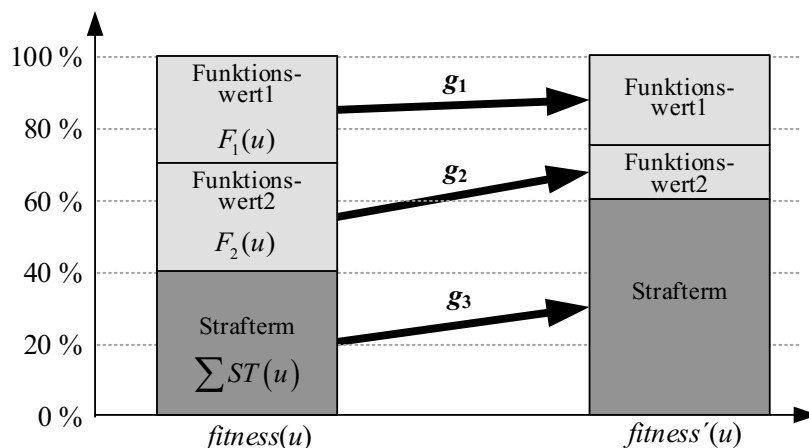 100 %
80 %
60 %
40 %
20 %
0 %
Funktions-
wert1
F₁(u)
Funktions-
wert2
F₂(u)
Strafterm
∑ ST(u)
g₁
g₂
g₃
Funktions-
wert1
Funktions-
wert2
Strafterm
fitness(u)
fitness´(u)